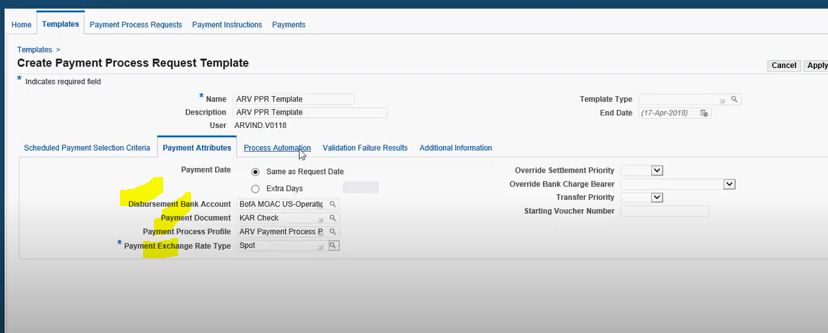 Home Templates Payment Process Requests Payment Instructions Payments
Templates >
Create Payment Process Request Template
* Indicates required field
Cancel Apply
* Name ARV PPR Template
Template Type
Description ARV PPR Template
End Date (17-Apr-2018)
User ARVIND.V0118
Scheduled Payment Selection Criteria Payment Attributes Process Automation Validation Failure Results Additional Information
Payment Date Same as Request Date
Override Settlement Priority
Extra Days
Override Bank Charge Bearer
Disbursement Bank Account BofA MOAC US-Operatic
Transfer Priority
Payment Document KAR Check
Starting Voucher Number
Payment Process Profile ARV Payment Process P
* Payment Exchange Rate Type Spot